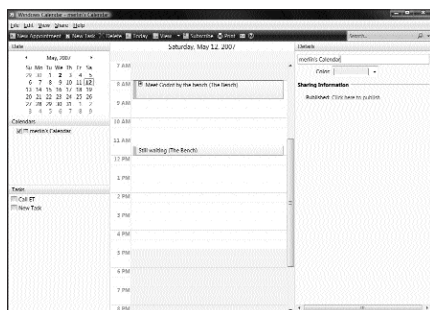 Windows Calendar - merlin's Calendar
File Edit View Share Help
New Appointment New Task Delete Today View Subscribe Print
Search...
Date
May, 2007
Su Mo Tu We Th Fr Sa
29 30 1 2 3 4 5
6 7 8 9 10 11 12
13 14 15 16 17 18 19
20 21 22 23 24 25 26
27 28 29 30 31 1 2
3 4 5 6 7 8 9
Calendars
merlin's Calendar
Tasks
Call ET
New Task
Saturday, May 12, 2007
7 AM
8 AM
Meet Godot by the bench (The Bench)
9 AM
10 AM
11 AM
Still waiting (The Bench)
12 PM
1 PM
2 PM
3 PM
4 PM
5 PM
6 PM
7 PM
8 PM
Details
merlin's Calendar
Color:
Sharing Information
Published: Click here to publish